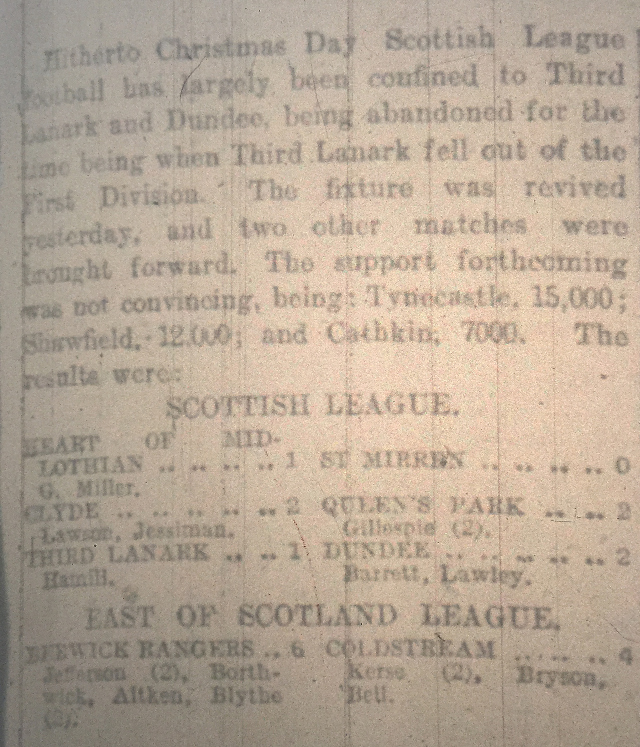 Hitherto Christmas Day Scottish League
football has largely been confined to Third
Lanark and Dundee, being abandoned for the
time being when Third Lanark fell out of the
First Division. The fixture was revived
yesterday, and two other matches were
brought forward. The support forthcoming
was not convincing, being: Tynecastle, 15,000;
Shawfield, 12,000; and Cathkin, 7000. The
results were:
SCOTTISH LEAGUE.
HEART OF MID-
LOTHIAN .. .. .. .. 1 ST MIRREN .. .. .. .. 0
G. Miller.
CLYDE .. .. .. .. .. 2 QUEEN'S PARK .. .. .. 2
Lawson, Jessiman. Gillespie (2).
THIRD LANARK .. .. 1 DUNDEE .. .. .. .. .. 2
Hamill. Barrett, Lawley.
EAST OF SCOTLAND LEAGUE.
BERWICK RANGERS .. 6 COLDSTREAM .. .. .. 4
Jefferson (2), Borth- Kerse (2), Bryson,
wick, Aitken, Blythe Bell.
(2).